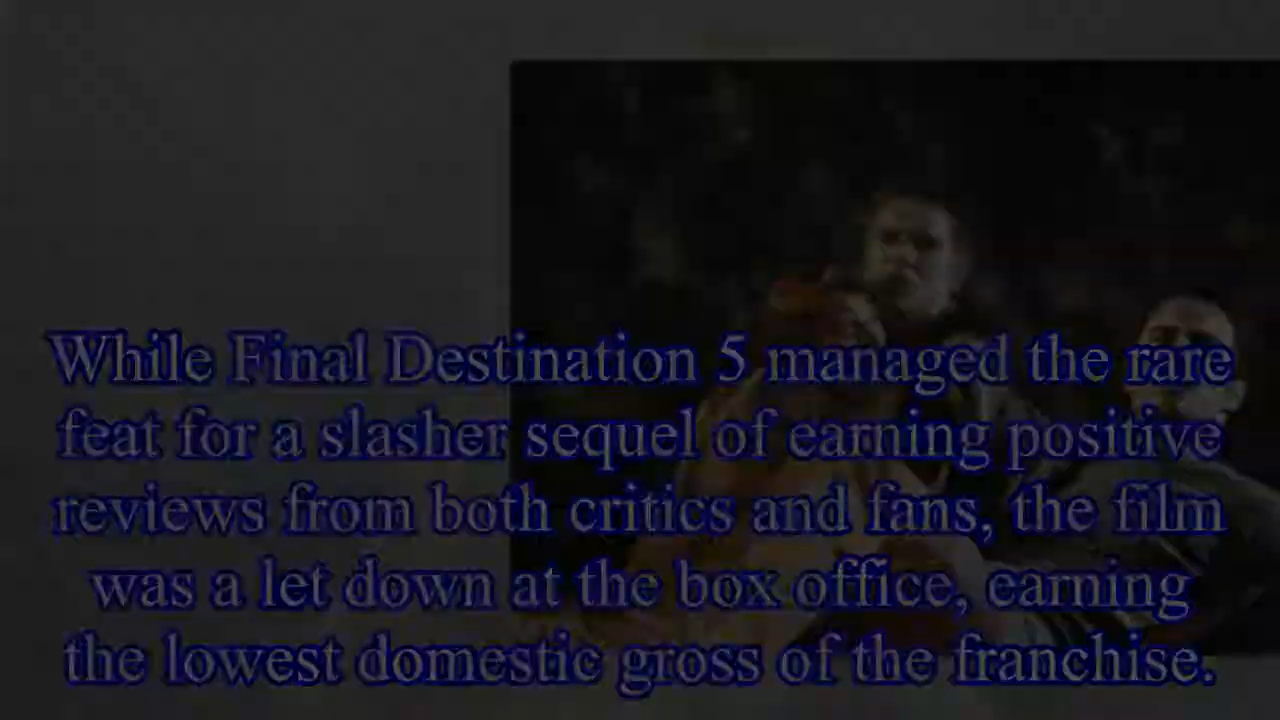 While Final Destination 5 managed the rare
feat for a slasher sequel of earning positive
reviews from both critics and fans, the film
was a let down at the box office, earning
the lowest domestic gross of the franchise.